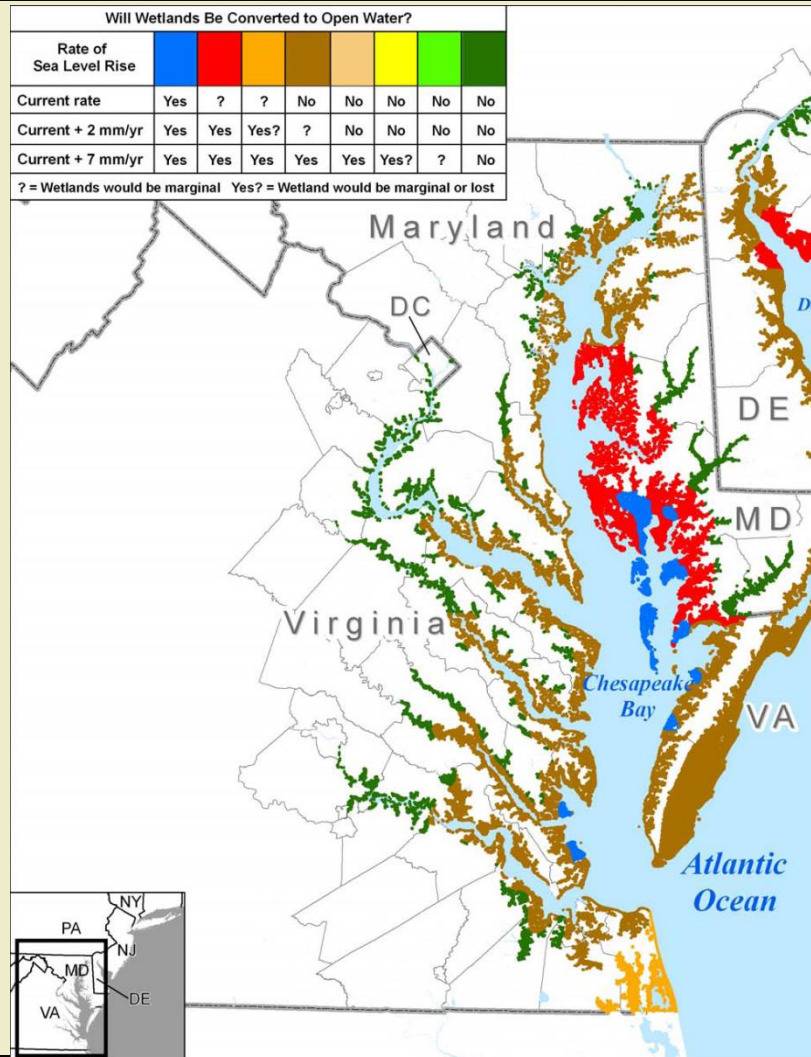 Will Wetlands Be Converted to Open Water?
Rate of
Sea Level Rise
Current rate Yes ? ? No No No No No
Current + 2 mm/yr Yes Yes Yes? ? No No No No
Current + 7 mm/yr Yes Yes Yes Yes Yes Yes? ? No
? = Wetlands would be marginal Yes? = Wetland would be marginal or lost
Maryland
D
DC
DE
MD
Virginia
Chesapeake
Bay
VA
Atlantic
Ocean
NY
PA
NJ
MD
DE
VA